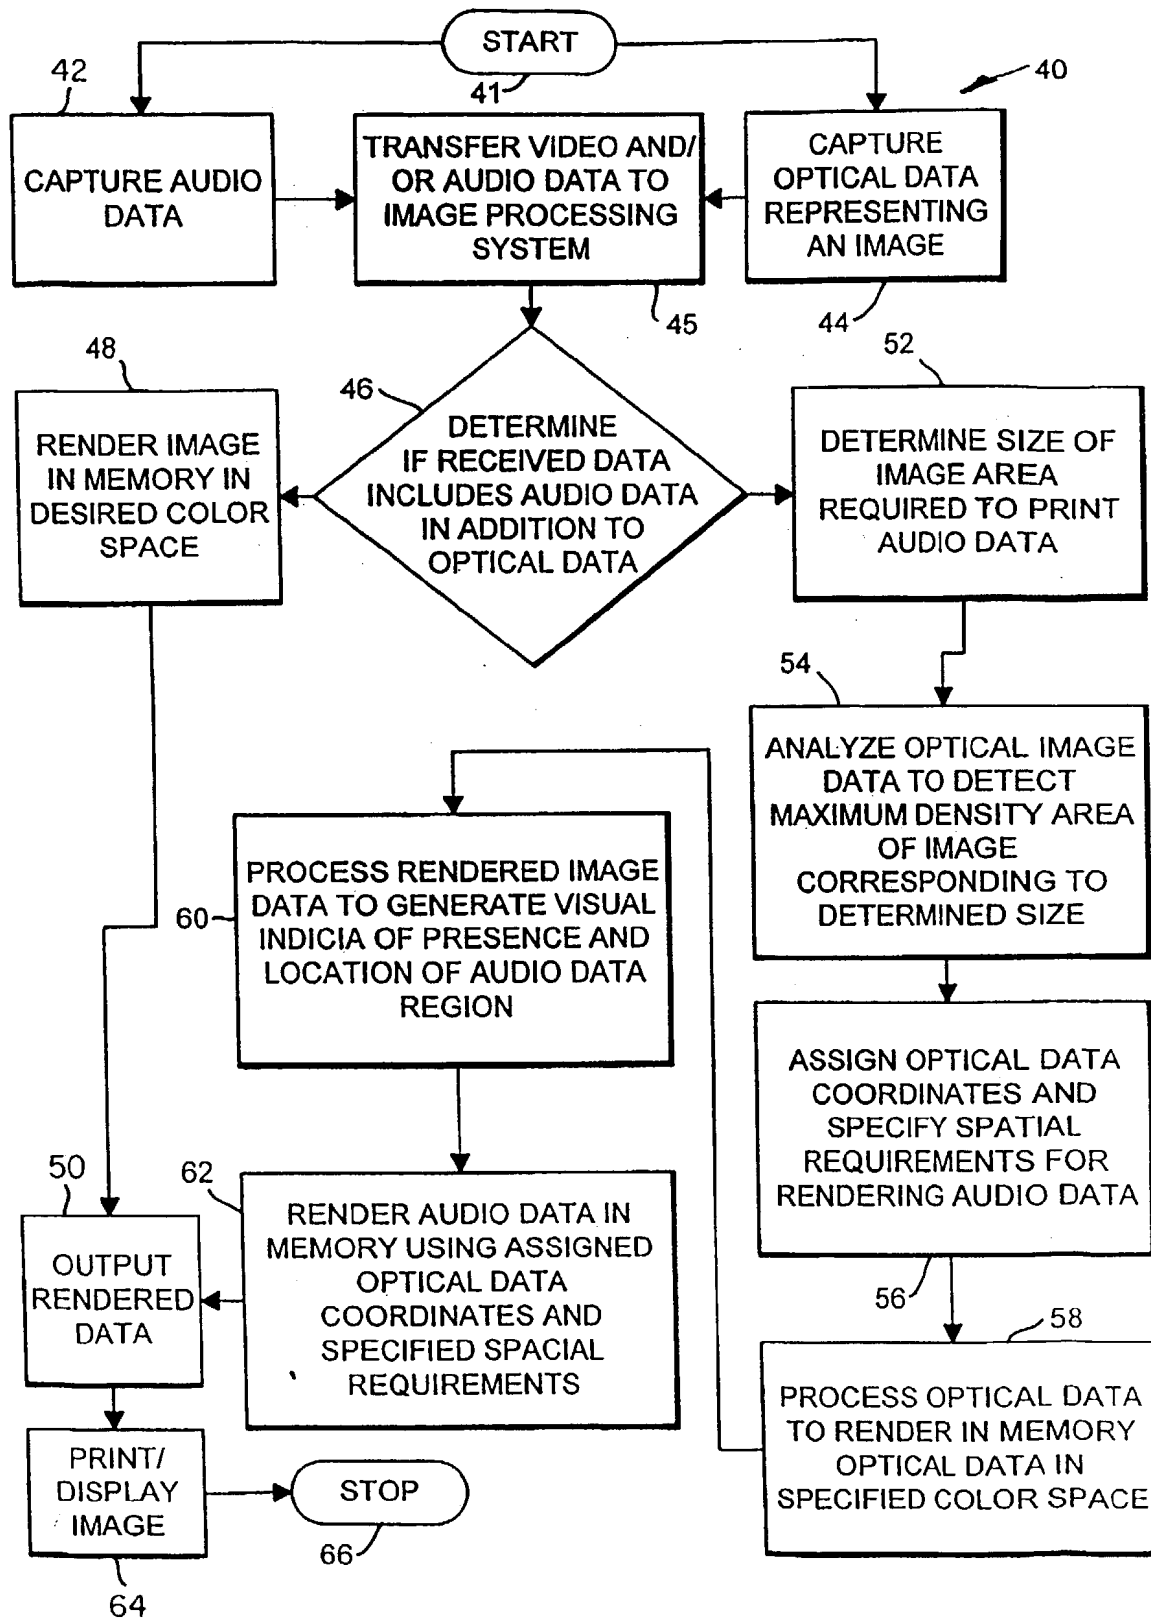 START
41
40
42
CAPTURE AUDIO
DATA
TRANSFER VIDEO AND/
OR AUDIO DATA TO
IMAGE PROCESSING
SYSTEM
45
CAPTURE
OPTICAL DATA
REPRESENTING
AN IMAGE
44
46
DETERMINE
IF RECEIVED DATA
INCLUDES AUDIO DATA
IN ADDITION TO
OPTICAL DATA
48
RENDER IMAGE
IN MEMORY IN
DESIRED COLOR
SPACE
52
DETERMINE SIZE OF
IMAGE AREA
REQUIRED TO PRINT
AUDIO DATA
54
ANALYZE OPTICAL IMAGE
DATA TO DETECT
MAXIMUM DENSITY AREA
OF IMAGE
CORRESPONDING TO
DETERMINED SIZE
ASSIGN OPTICAL DATA
COORDINATES AND
SPECIFY SPATIAL
REQUIREMENTS FOR
RENDERING AUDIO DATA
56
58
PROCESS OPTICAL DATA
TO RENDER IN MEMORY
OPTICAL DATA IN
SPECIFIED COLOR SPACE
60
PROCESS RENDERED IMAGE
DATA TO GENERATE VISUAL
INDICIA OF PRESENCE AND
LOCATION OF AUDIO DATA
REGION
62
RENDER AUDIO DATA IN
MEMORY USING ASSIGNED
OPTICAL DATA
COORDINATES AND
SPECIFIED SPACIAL
REQUIREMENTS
50
OUTPUT
RENDERED
DATA
PRINT/
DISPLAY
IMAGE
64
STOP
66